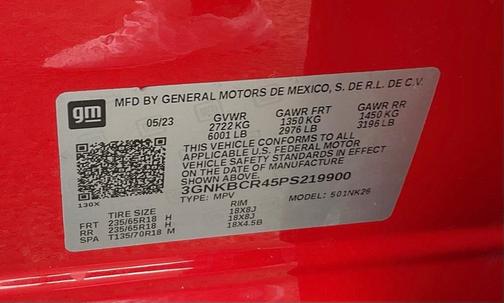 gm MFD BY GENERAL MOTORS DE MEXICO, S. DE R.L. DE C.V.
05/23 GVWR GAWR FRT GAWR RR
2722 KG 1350 KG 1450 KG
6001 LB 2976 LB 3196 LB
THIS VEHICLE CONFORMS TO ALL
APPLICABLE U.S. FEDERAL MOTOR
VEHICLE SAFETY STANDARDS IN EFFECT
ON THE DATE OF MANUFACTURE
SHOWN ABOVE.
3GNKBCR45PS219900
130X TYPE: MPV MODEL: 501NK26
TIRE SIZE RIM
FRT 235/65R18 H 18X8J
RR 235/65R18 H 18X8J
SPA T135/70R18 M 18X4.5B